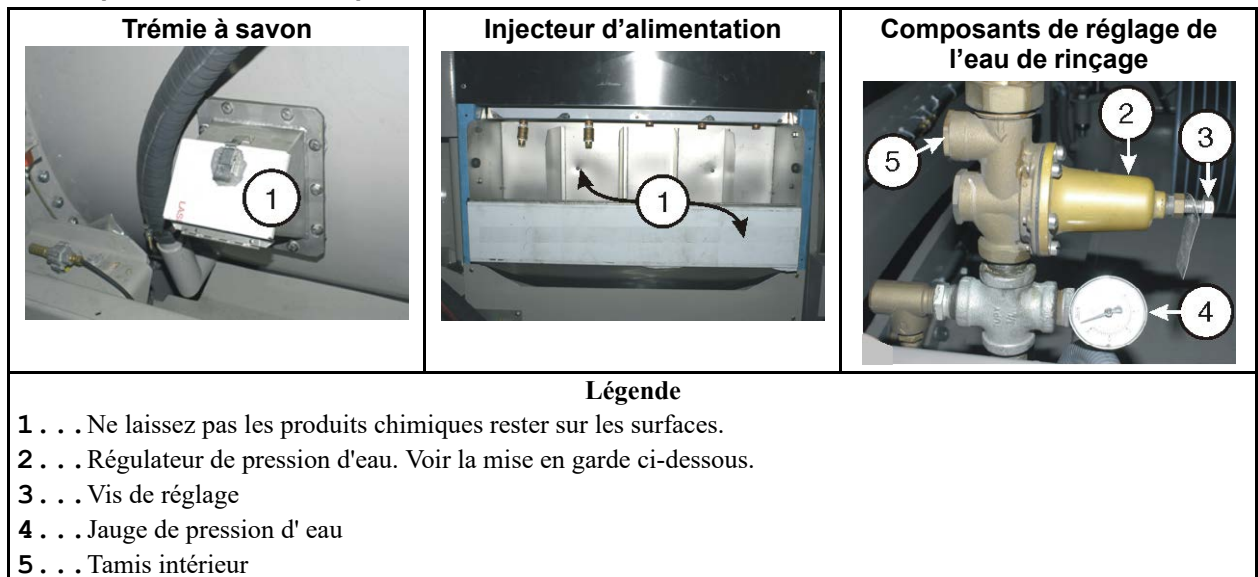 Trémie à savon
Injecteur d'alimentation
Composants de réglage de
l'eau de rinçage
1
1
2
3
5
4
Légende
1...Ne laissez pas les produits chimiques rester sur les surfaces.
2...Régulateur de pression d'eau. Voir la mise en garde ci-dessous.
3...Vis de réglage
4...Jauge de pression d' eau
5...Tamis intérieur